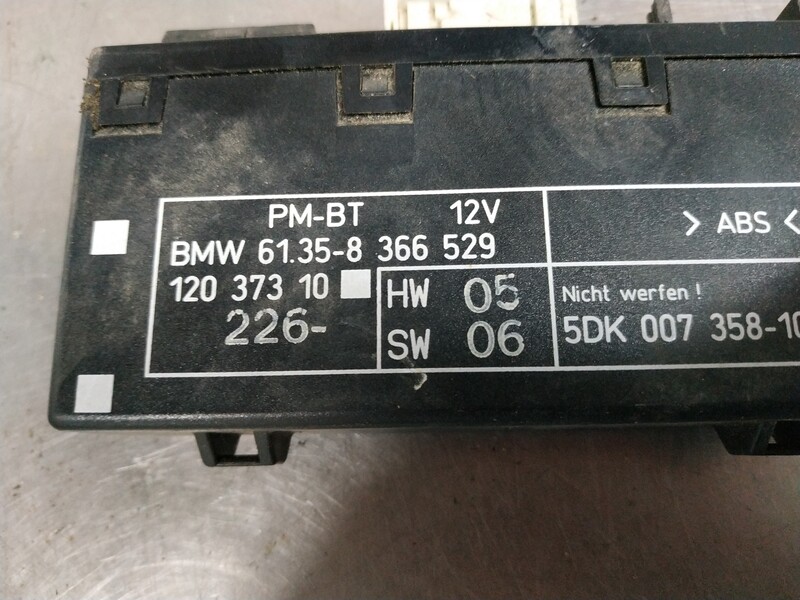 PM-BT 12V
BMW 61.35-8 366 529
120 373 10
226-
HW 05
SW 06
> ABS <
Nicht werfen !
5DK 007 358-10